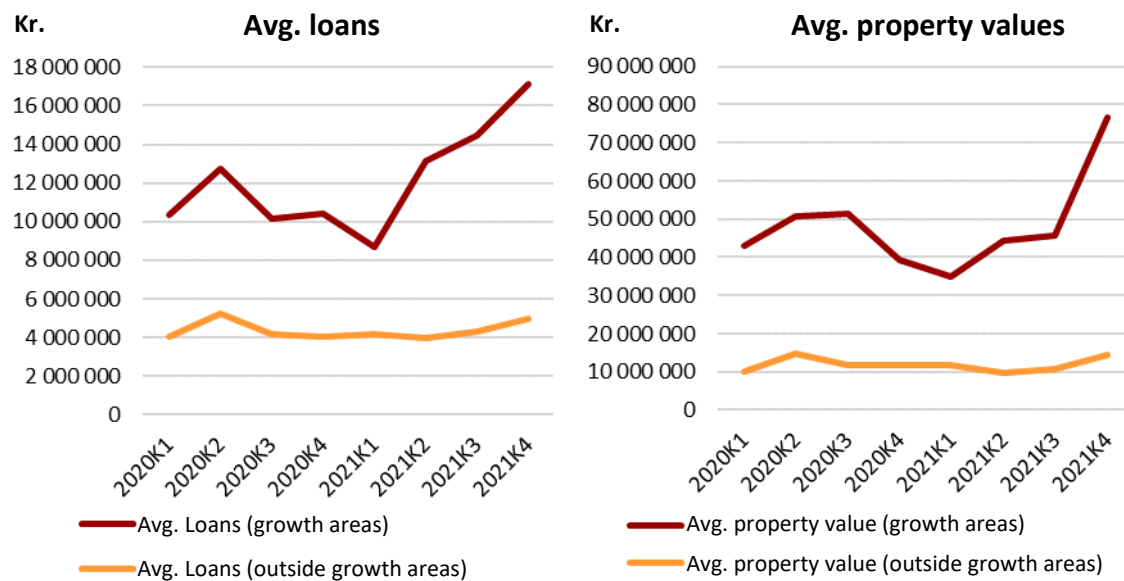 Kr.
Avg. loans
18 000 000
16 000 000
14 000 000
12 000 000
10 000 000
8 000 000
6 000 000
4 000 000
2 000 000
0
2020K1
2020K2
2020K3
2020K4
2021K1
2021K2
2021K3
2021K4
Avg. Loans (growth areas)
Avg. Loans (outside growth areas)
Kr.
Avg. property values
90 000 000
80 000 000
70 000 000
60 000 000
50 000 000
40 000 000
30 000 000
20 000 000
10 000 000
0
2020K1
2020K2
2020K3
2020K4
2021K1
2021K2
2021K3
2021K4
Avg. property value (growth areas)
Avg. property value (outside growth areas)